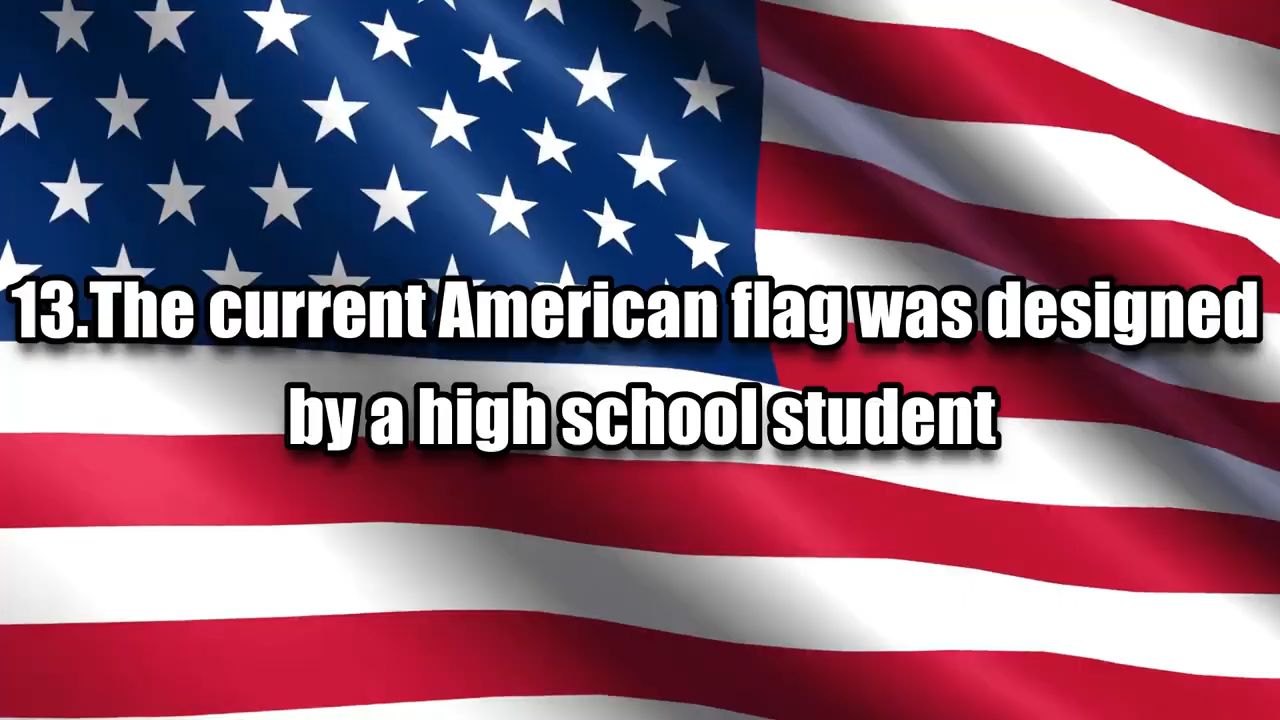 13.The current American flag was designed
by a high school student